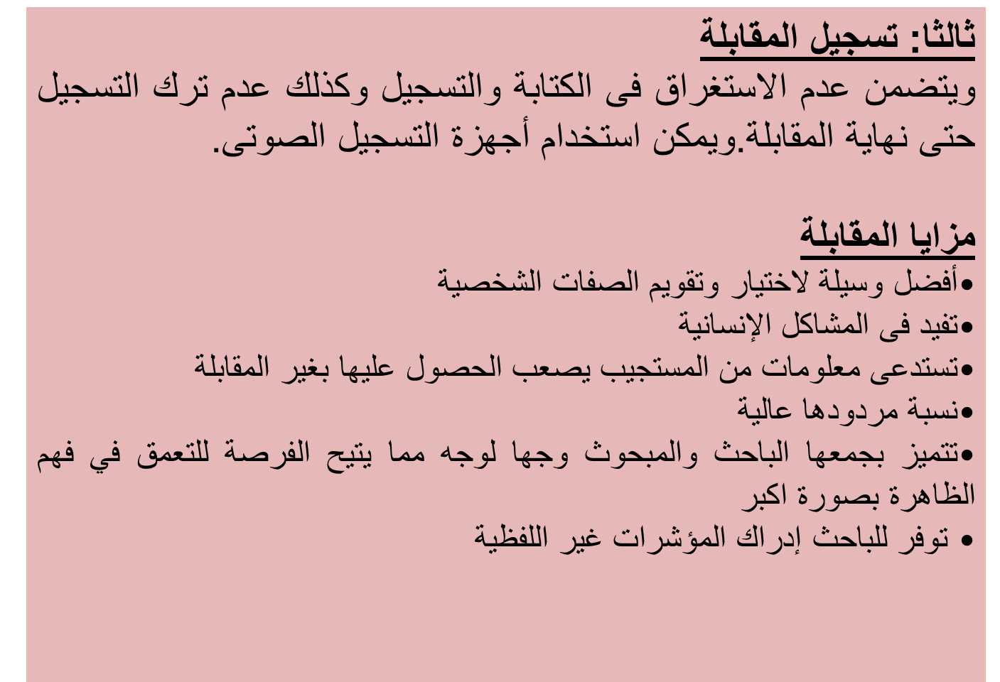 ثالثا: تسجيل المقابلة
ويتضمن عدم الاستغراق فى الكتابة والتسجيل وكذلك عدم ترك التسجيل
حتى نهاية المقابلة.ويمكن استخدام أجهزة التسجيل الصوتى.
مزايا المقابلة
•أفضل وسيلة لاختيار وتقويم الصفات الشخصية
•تفيد فى المشاكل الإنسانية
•تستدعى معلومات من المستجيب يصعب الحصول عليها بغير المقابلة
•نسبة مردودها عالية
•تتميز بجمعها الباحث والمبحوث وجها لوجه مما يتيح الفرصة للتعمق في فهم
الظاهرة بصورة اكبر
• توفر للباحث إدراك المؤشرات غير اللفظية